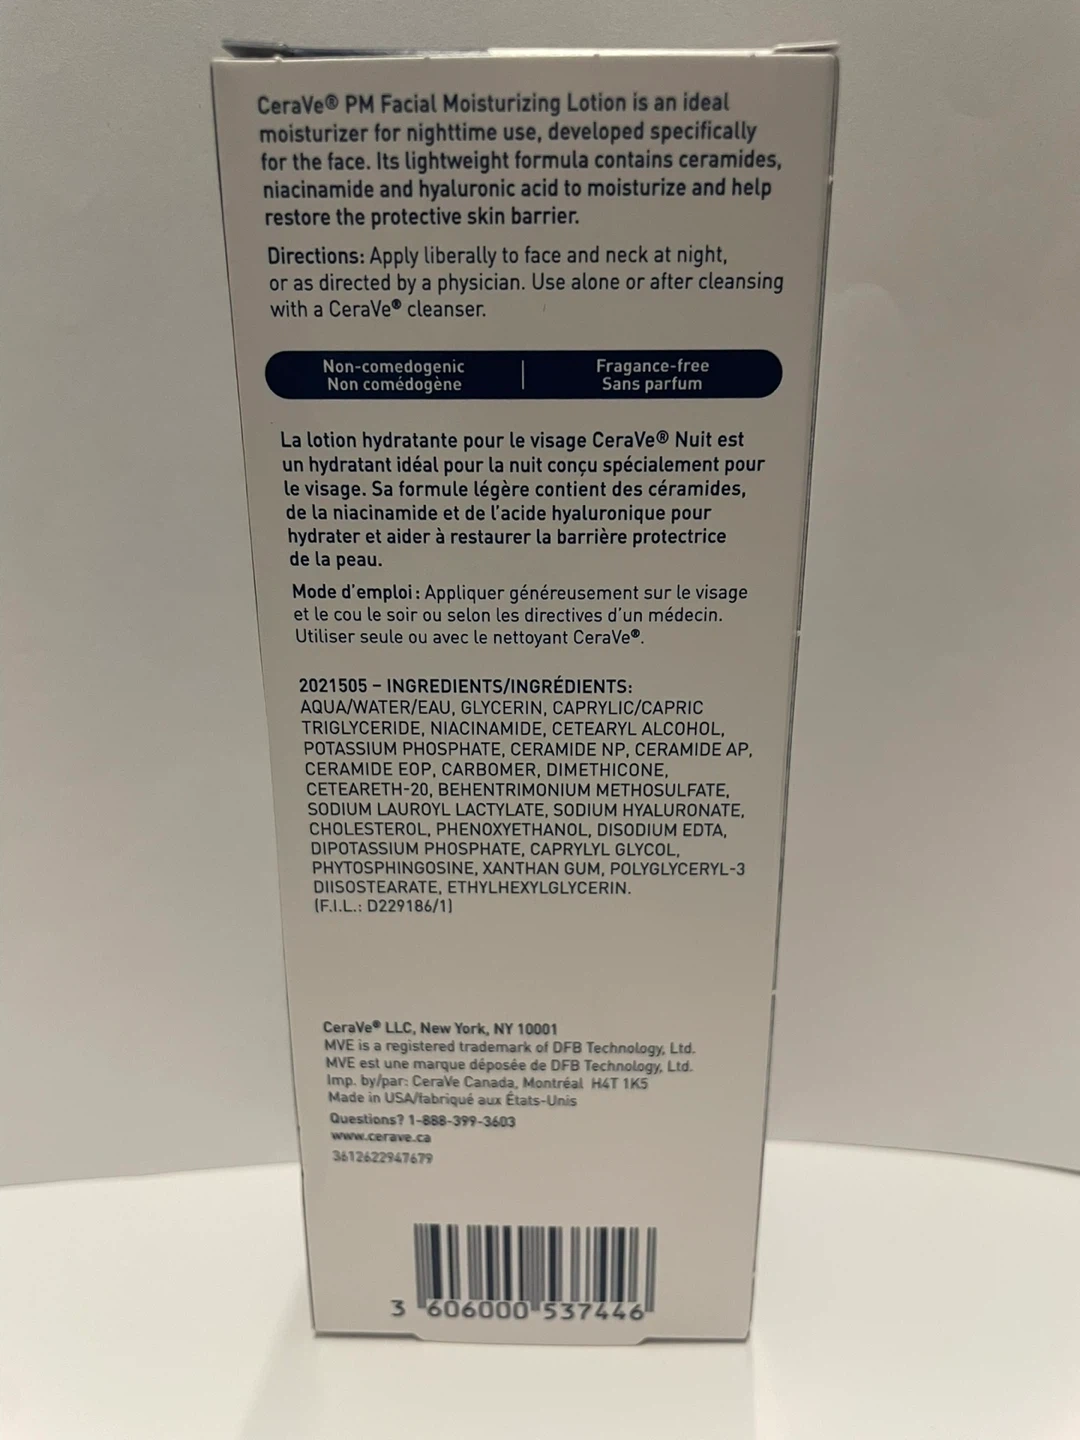 CeraVe® PM Facial Moisturizing Lotion is an ideal
moisturizer for nighttime use, developed specifically
for the face. Its lightweight formula contains ceramides,
niacinamide and hyaluronic acid to moisturize and help
restore the protective skin barrier.
Directions: Apply liberally to face and neck at night,
or as directed by a physician. Use alone or after cleansing
with a CeraVe® cleanser.
Non-comedogenic
Non comédogène
Fragance-free
Sans parfum
La lotion hydratante pour le visage CeraVe® Nuit est
un hydratant idéal pour la nuit conçu spécialement pour
le visage. Sa formule légère contient des céramides,
de la niacinamide et de l'acide hyaluronique pour
hydrater et aider à restaurer la barrière protectrice
de la peau.
Mode d'emploi : Appliquer généreusement sur le visage
et le cou le soir ou selon les directives d'un médecin.
Utiliser seule ou avec le nettoyant CeraVe®.
2021505 – INGREDIENTS/INGRÉDIENTS:
AQUA/WATER/EAU, GLYCERIN, CAPRYLIC/CAPRIC
TRIGLYCERIDE, NIACINAMIDE, CETEARYL ALCOHOL,
POTASSIUM PHOSPHATE, CERAMIDE NP, CERAMIDE AP,
CERAMIDE EOP, CARBOMER, DIMETHICONE,
CETEARETH-20, BEHENTRIMONIUM METHOSULFATE,
SODIUM LAUROYL LACTYLATE, SODIUM HYALURONATE,
CHOLESTEROL, PHENOXYETHANOL, DISODIUM EDTA,
DIPOTASSIUM PHOSPHATE, CAPRYLYL GLYCOL,
PHYTOSPHINGOSINE, XANTHAN GUM, POLYGLYCERYL-3
DIISOSTEARATE, ETHYLHEXYLGLYCERIN.
(F.I.L.: D229186/1)
CeraVe® LLC, New York, NY 10001
MVE is a registered trademark of DFB Technology, Ltd.
MVE est une marque déposée de DFB Technology, Ltd.
Imp. by/par: CeraVe Canada, Montréal H4T 1K5
Made in USA/fabriqué aux États-Unis
Questions? 1-888-399-3603
www.cerave.ca
3612622947679
3 606000 537446